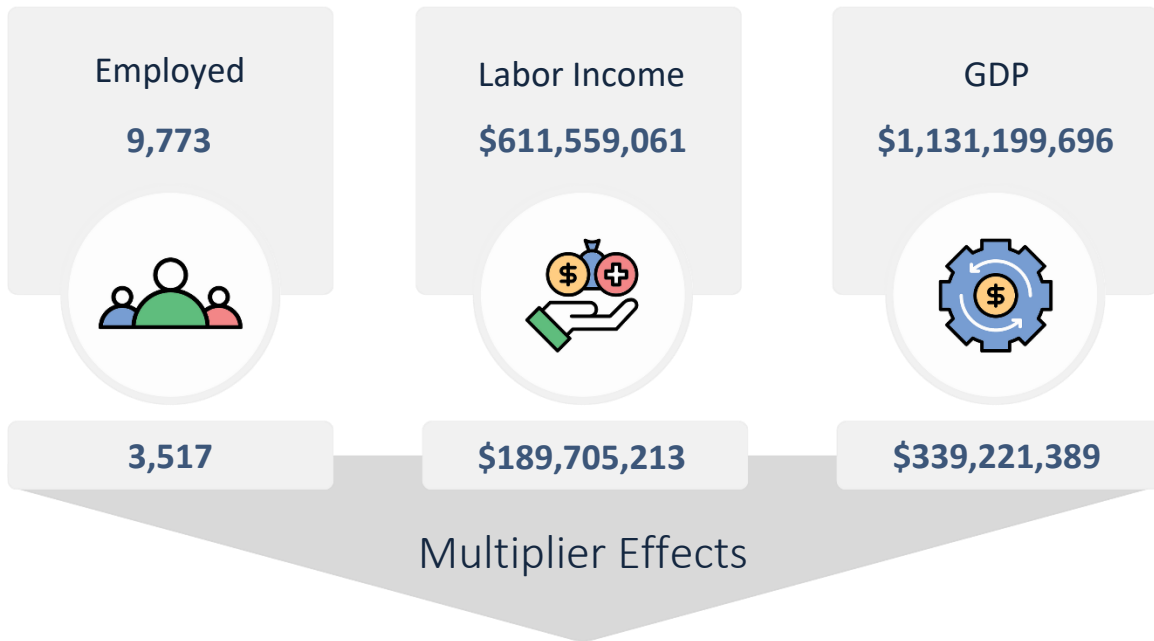 Employed
9,773
Labor Income
$611,559,061
GDP
$1,131,199,696
$
$
3,517
$189,705,213
$339,221,389
Multiplier Effects